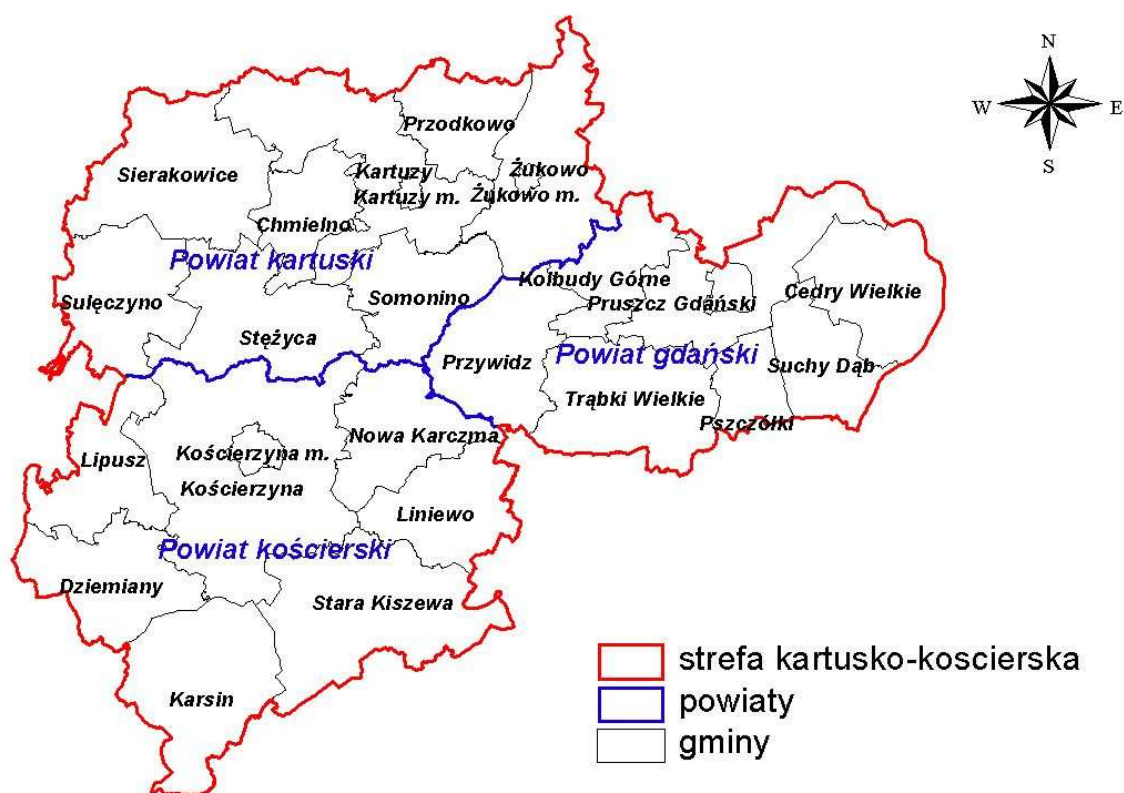 N
W E
S
Przodkowo
Sierakowice
Kartuzy
Żukowo
Kartuzy m.
Żukowo m.
Chmielno
Powiat kartuski
Sulęczyno
Somonino
Stężyca
Kolbudy Górne
Pruszcz Gdański
Cedry Wielkie
Przywidz
Powiat gdański
Suchy Dąb
Trąbki Wielkie
Pszczółki
Nowa Karczma
Lipusz
Kościerzyna m.
Kościerzyna
Liniewo
Powiat kościerski
Dziemiany
Stara Kiszewa
Karsin
strefa kartusko-koscierska
powiaty
gminy